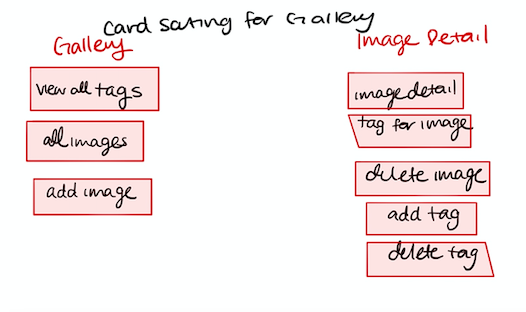 Card sorting for Gallery
Gallery
view all tags
all images
add image
Image Detail
image detail
tag for image
delete image
add tag
delete tag